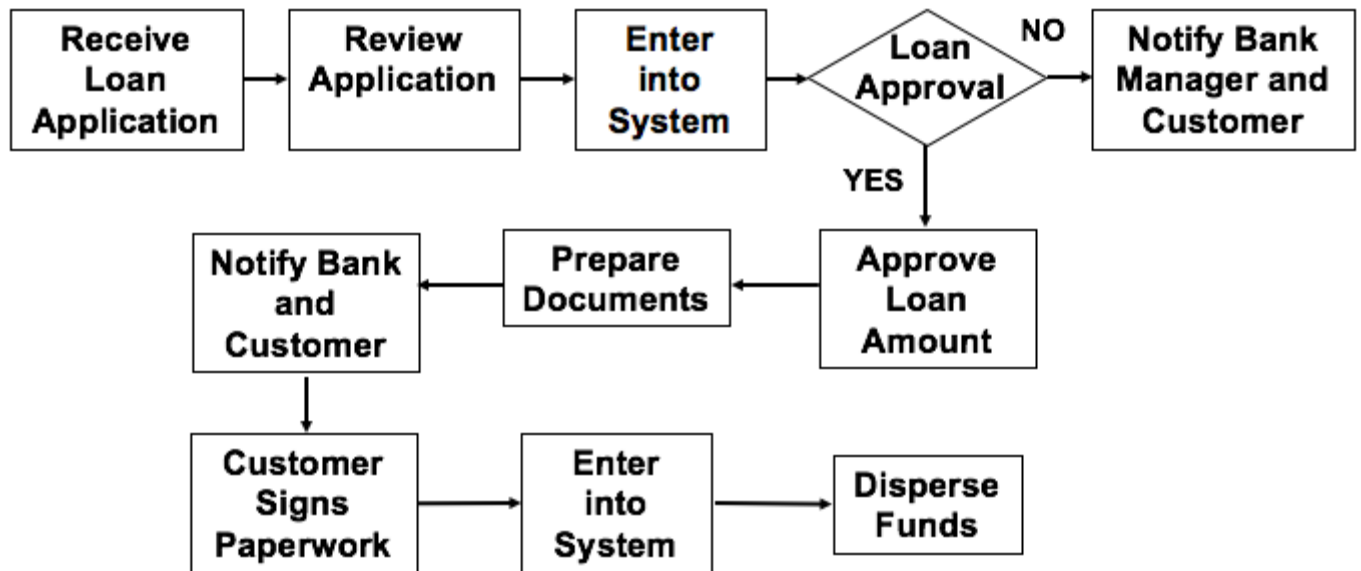 Receive
Loan
Application
Review
Application
Enter
into
System
Loan
Approval
NO
Notify Bank
Manager and
Customer
YES
Approve
Loan
Amount
Prepare
Documents
Notify Bank
and
Customer
Customer
Signs
Paperwork
Enter
into
System
Disperse
Funds